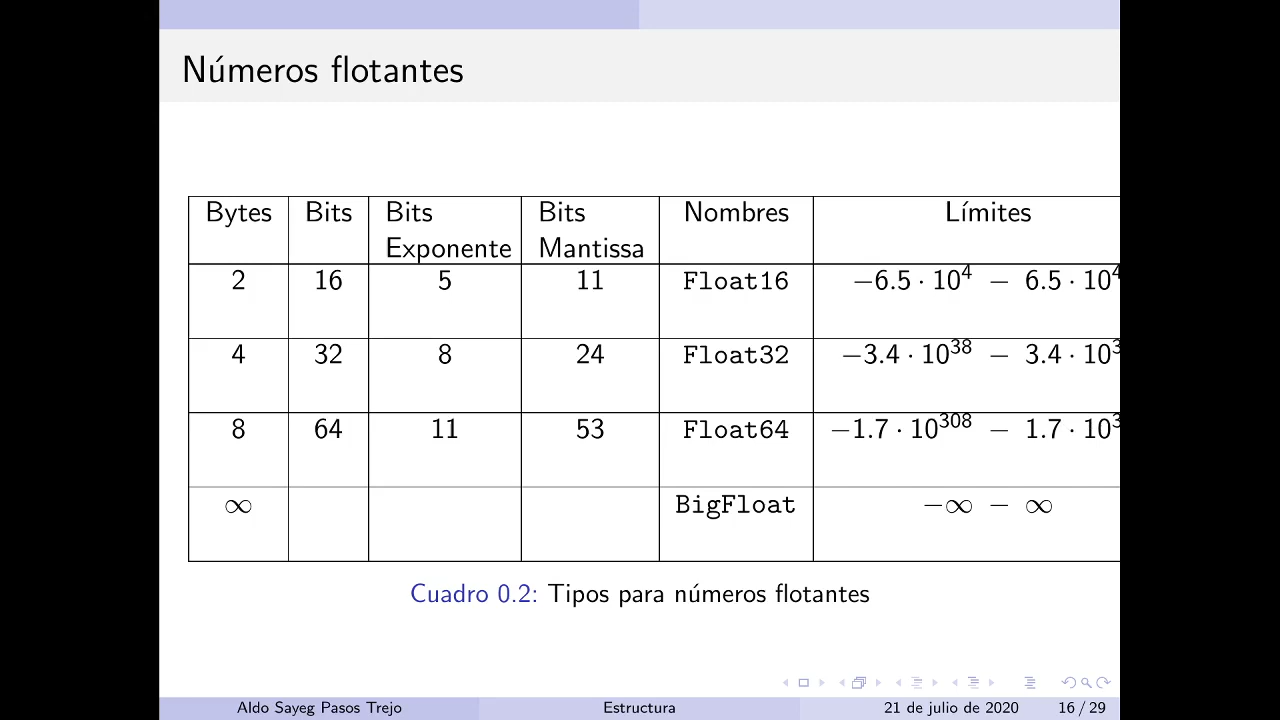 Números flotantes
Bytes Bits Bits Exponente Bits Mantissa Nombres Límites
2 16 5 11 Float16 −6.5 · 10^4 − 6.5 · 10^4
4 32 8 24 Float32 −3.4 · 10^38 − 3.4 · 10^3
8 64 11 53 Float64 −1.7 · 10^308 − 1.7 · 10^3
∞ BigFloat −∞ − ∞
Cuadro 0.2: Tipos para números flotantes
Aldo Sayeg Pasos Trejo Estructura 21 de julio de 2020 16 / 29